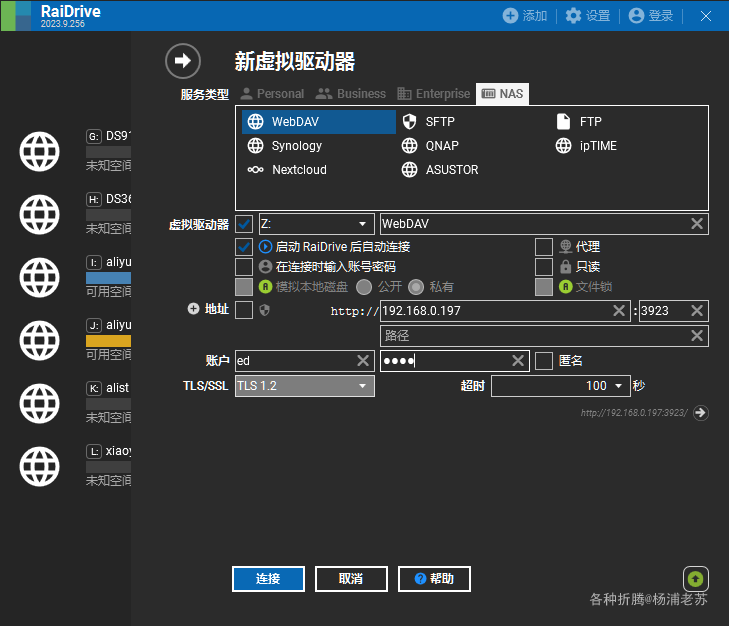 RaiDrive
2023.9.256
添加 设置 登录
新虚拟驱动器
服务类型 Personal Business Enterprise NAS
WebDAV SFTP FTP
Synology QNAP ipTIME
Nextcloud ASUSTOR
G: DS91
未知空间
H: DS36
未知空间
I: aliyu
可用空间
J: aliyu
可用空间
K: alist
未知空间
L: xiaoy
未知空间
虚拟驱动器 Z: WebDAV
启动 RaiDrive 后自动连接 代理
在连接时输入账号密码 只读
模拟本地磁盘 公开 私有 文件锁
地址 http:// 192.168.0.197 : 3923
路径
账户 ed ●●●● 匿名
TLS/SSL TLS 1.2 超时 100 秒
http://192.168.0.197:3923/
连接 取消 帮助
各种折腾@杨浦老苏